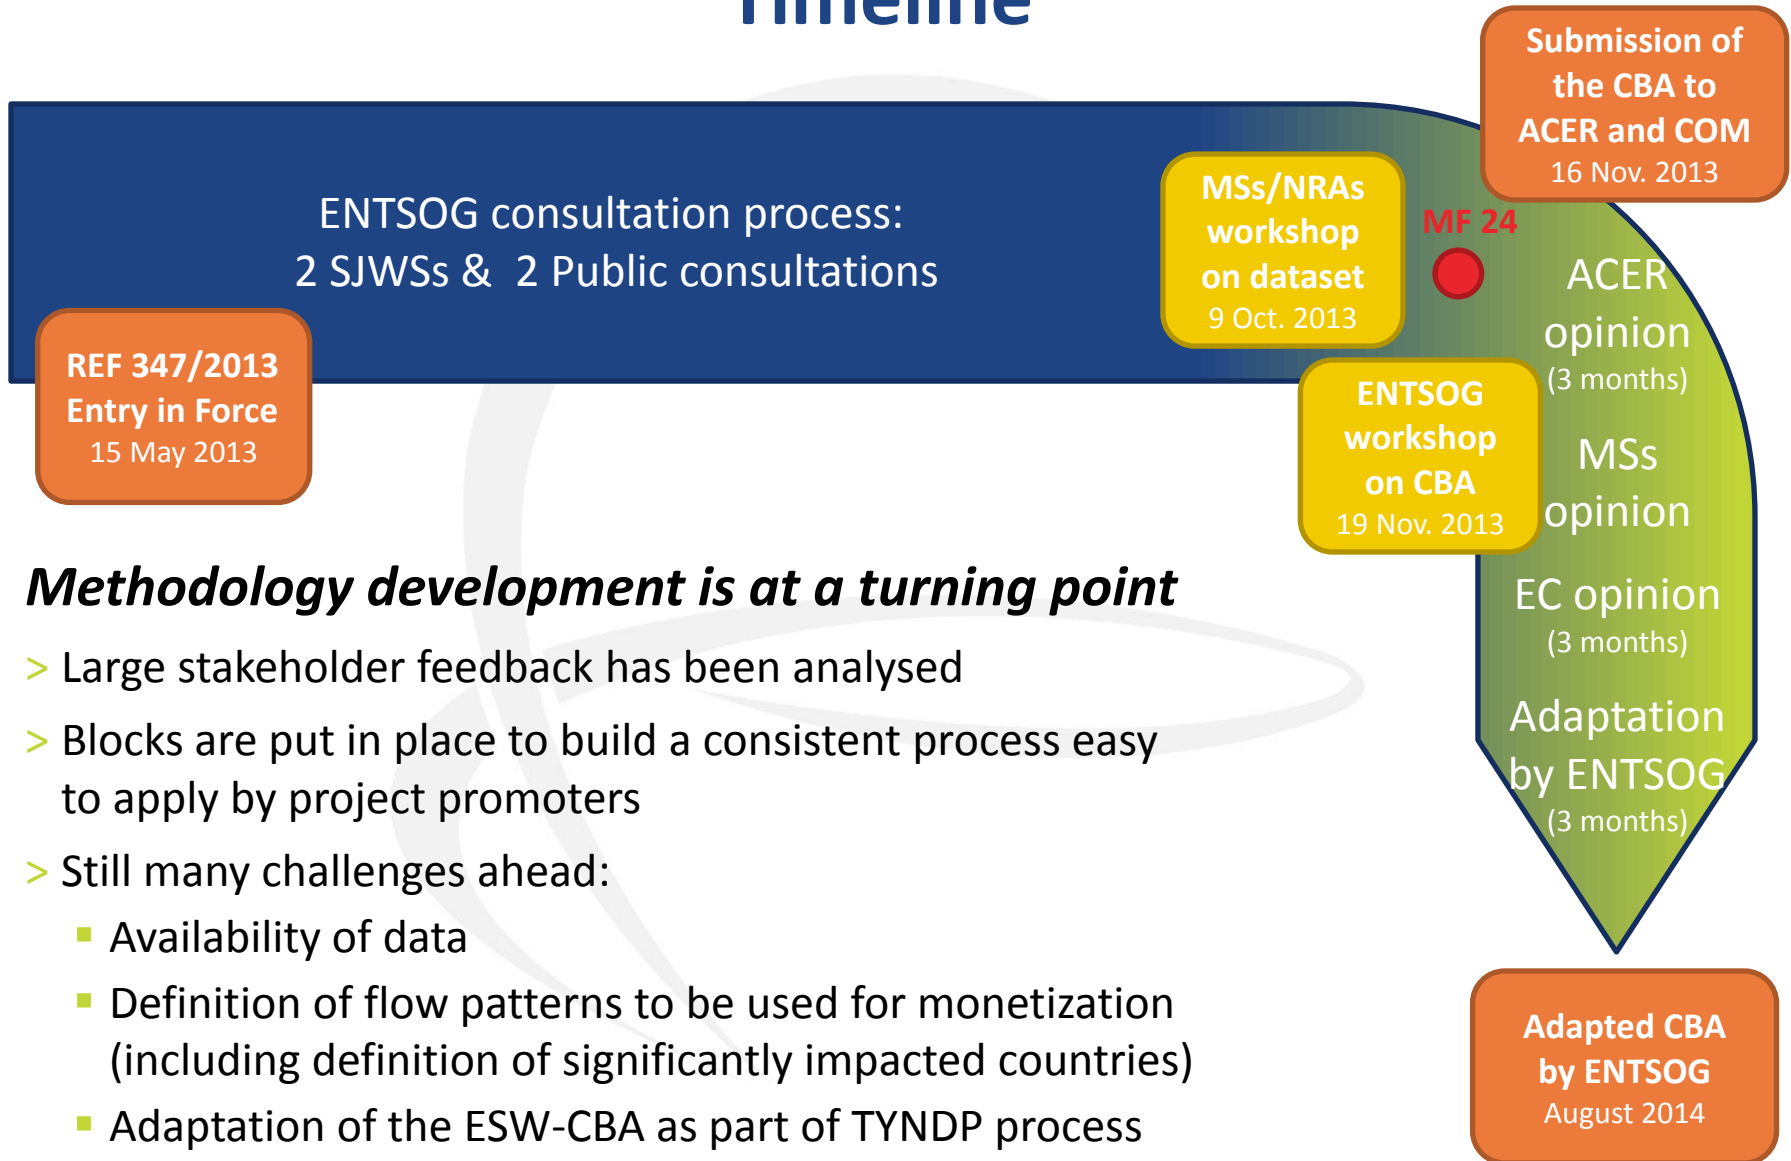 Timeline
Submission of
the CBA to
ACER and COM
16 Nov. 2013
ENTSOG consultation process:
2 SJWSs & 2 Public consultations
MSs/NRAs
workshop
on dataset
9 Oct. 2013
MF 24
REF 347/2013
Entry in Force
15 May 2013
ENTSOG
workshop
on CBA
19 Nov. 2013
ACER
opinion
(3 months)
MSs
opinion
EC opinion
(3 months)
Adaptation
by ENTSOG
(3 months)
Adapted CBA
by ENTSOG
August 2014
Methodology development is at a turning point
> Large stakeholder feedback has been analysed
> Blocks are put in place to build a consistent process easy
to apply by project promoters
> Still many challenges ahead:
▪ Availability of data
▪ Definition of flow patterns to be used for monetization
(including definition of significantly impacted countries)
▪ Adaptation of the ESW-CBA as part of TYNDP process